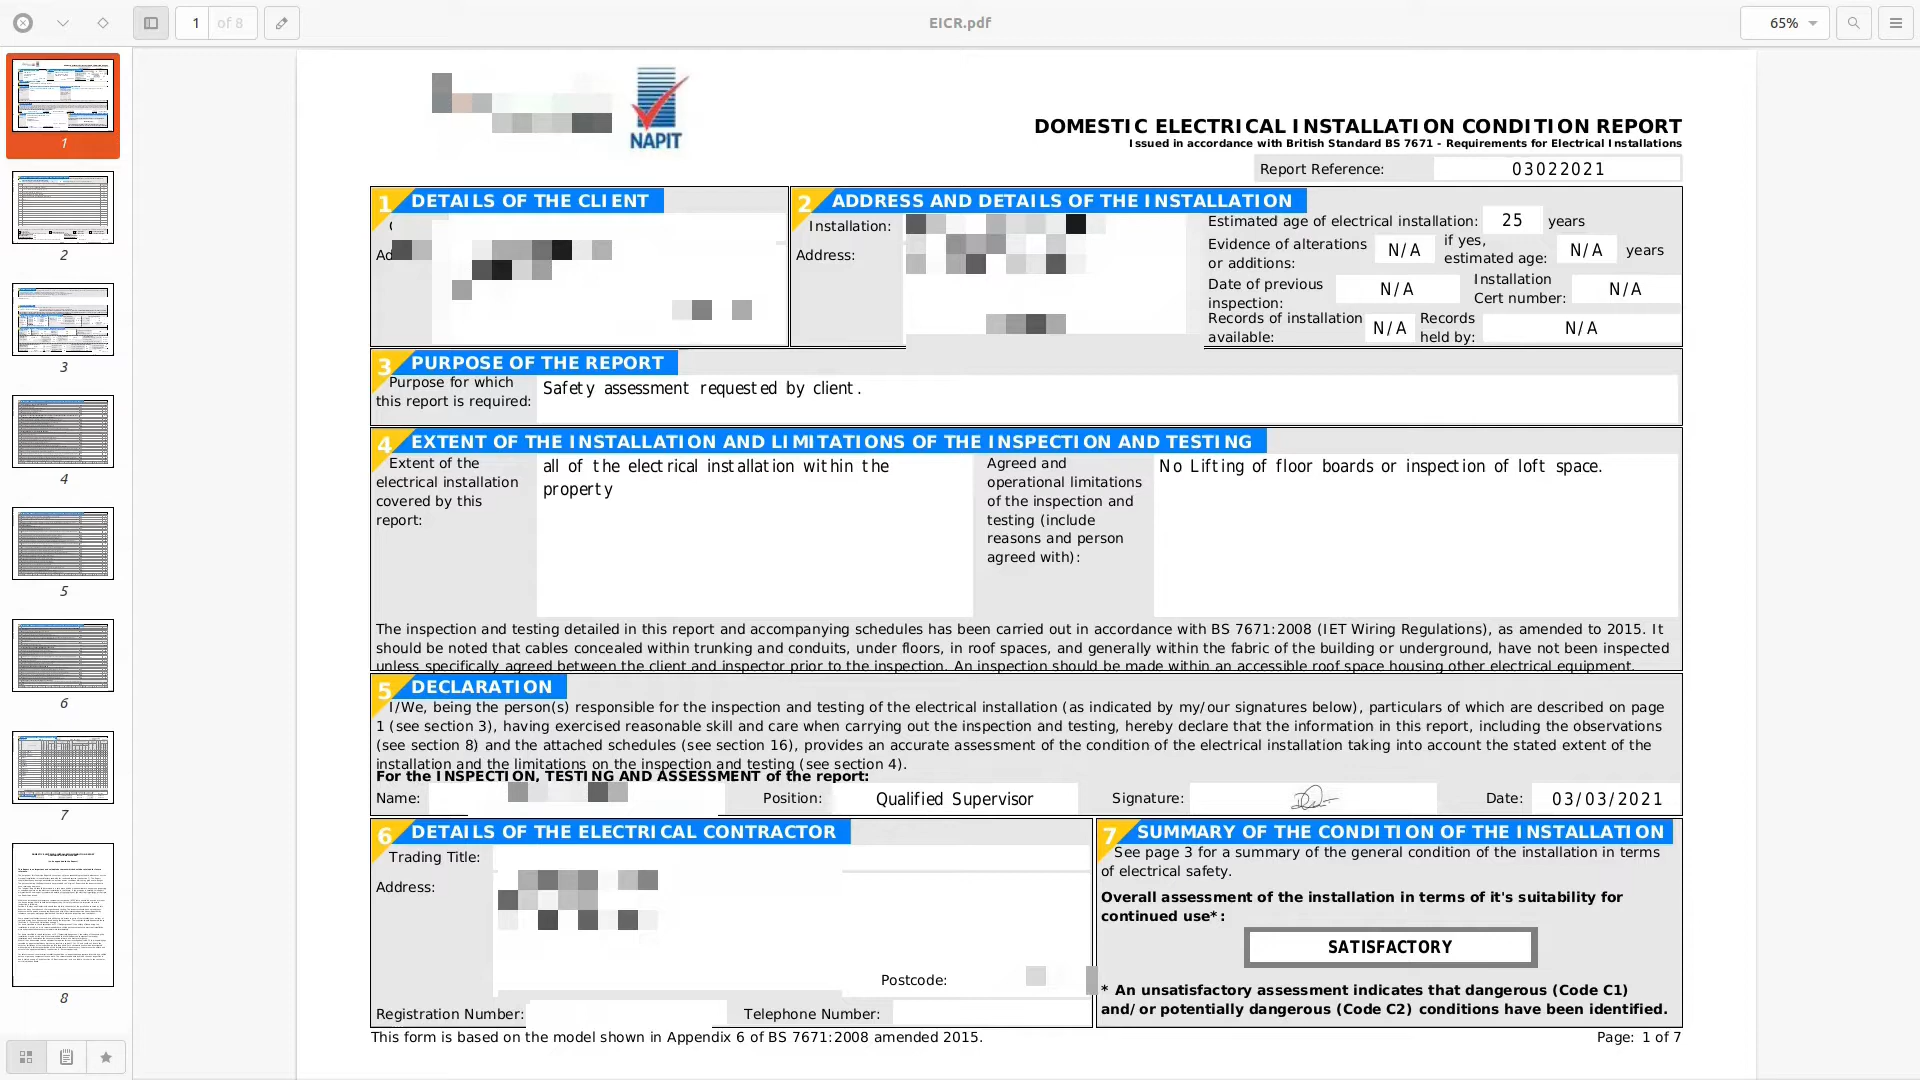 1
of 8
EICR.pdf
65%
1
2
3
4
5
6
7
8
NAPIT
DOMESTIC ELECTRICAL INSTALLATION CONDITION REPORT
Issued in accordance with British Standard BS 7671 - Requirements for Electrical Installations
Report Reference: 03022021
1 DETAILS OF THE CLIENT
Ad
2 ADDRESS AND DETAILS OF THE INSTALLATION
Installation:
Address:
Estimated age of electrical installation: 25 years
Evidence of alterations or additions: N/A if yes, estimated age: N/A years
Date of previous inspection: N/A Installation Cert number: N/A
Records of installation available: N/A Records held by: N/A
3 PURPOSE OF THE REPORT
Purpose for which
this report is required:
Safety assessment requested by client.
4 EXTENT OF THE INSTALLATION AND LIMITATIONS OF THE INSPECTION AND TESTING
Extent of the
electrical installation
covered by this
report:
all of the electrical installation within the
property
Agreed and
operational limitations
of the inspection and
testing (include
reasons and person
agreed with):
No Lifting of floor boards or inspection of loft space.
The inspection and testing detailed in this report and accompanying schedules has been carried out in accordance with BS 7671:2008 (IET Wiring Regulations), as amended to 2015. It
should be noted that cables concealed within trunking and conduits, under floors, in roof spaces, and generally within the fabric of the building or underground, have not been inspected
unless specifically agreed between the client and inspector prior to the inspection. An inspection should be made within an accessible roof space housing other electrical equipment.
5 DECLARATION
I/We, being the person(s) responsible for the inspection and testing of the electrical installation (as indicated by my/our signatures below), particulars of which are described on page
1 (see section 3), having exercised reasonable skill and care when carrying out the inspection and testing, hereby declare that the information in this report, including the observations
(see section 8) and the attached schedules (see section 16), provides an accurate assessment of the condition of the electrical installation taking into account the stated extent of the
installation and the limitations on the inspection and testing (see section 4).
For the INSPECTION, TESTING AND ASSESSMENT of the report:
Name: Position: Qualified Supervisor Signature: Date: 03/03/2021
6 DETAILS OF THE ELECTRICAL CONTRACTOR
Trading Title:
Address:
Postcode:
Registration Number: Telephone Number:
7 SUMMARY OF THE CONDITION OF THE INSTALLATION
See page 3 for a summary of the general condition of the installation in terms
of electrical safety.
Overall assessment of the installation in terms of it's suitability for
continued use*:
SATISFACTORY
* An unsatisfactory assessment indicates that dangerous (Code C1)
and/or potentially dangerous (Code C2) conditions have been identified.
This form is based on the model shown in Appendix 6 of BS 7671:2008 amended 2015.
Page: 1 of 7